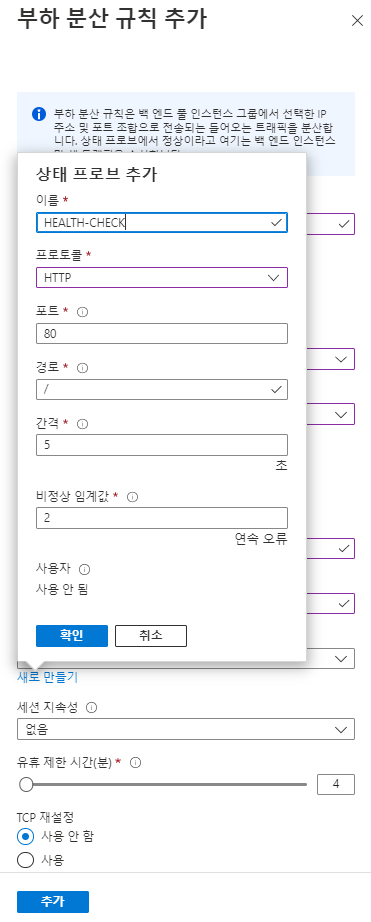 부하 분산 규칙 추가
부하 분산 규칙은 백 엔드 풀 인스턴스 그룹에서 선택한 IP
주소 및 포트 조합으로 전송되는 들어오는 트래픽을 분산합
니다. 상태 프로브에서 정상이라고 여기는 백 엔드 인스턴스
상태 프로브 추가
이름 *
HEALTH-CHECK
프로토콜 *
HTTP
포트 *
80
경로 *
/
간격 *
5
초
비정상 임계값 *
2
연속 오류
사용자
사용 안 됨
확인
취소
새로 만들기
세션 지속성
없음
유휴 제한 시간(분) *
4
TCP 재설정
사용 안 함
사용
추가